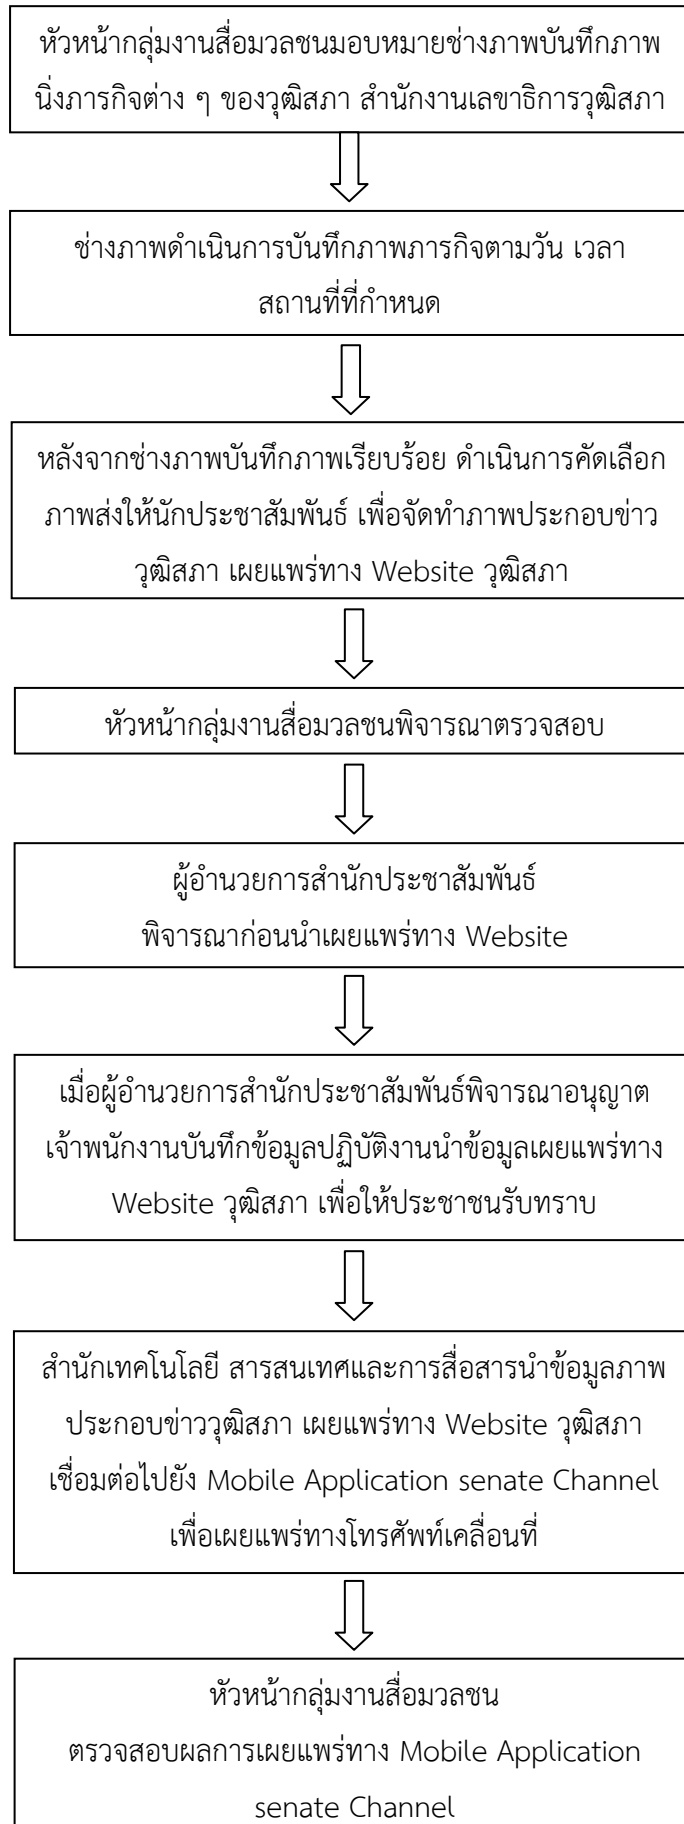 หัวหน้ากลุ่มงานสื่อมวลชนมอบหมายช่างภาพบันทึกภาพ
นิ่งภารกิจต่าง ๆ ของวุฒิสภา สำนักงานเลขาธิการวุฒิสภา
ช่างภาพดำเนินการบันทึกภาพภารกิจตามวัน เวลา
สถานที่ที่กำหนด
หลังจากช่างภาพบันทึกภาพเรียบร้อย ดำเนินการคัดเลือก
ภาพส่งให้นักประชาสัมพันธ์ เพื่อจัดทำภาพประกอบข่าว
วุฒิสภา เผยแพร่ทาง Website วุฒิสภา
หัวหน้ากลุ่มงานสื่อมวลชนพิจารณาตรวจสอบ
ผู้อำนวยการสำนักประชาสัมพันธ์
พิจารณาก่อนนำเผยแพร่ทาง Website
เมื่อผู้อำนวยการสำนักประชาสัมพันธ์พิจารณาอนุญาต
เจ้าพนักงานบันทึกข้อมูลปฏิบัติงานนำข้อมูลเผยแพร่ทาง
Website วุฒิสภา เพื่อให้ประชาชนรับทราบ
สำนักเทคโนโลยี สารสนเทศและการสื่อสารนำข้อมูลภาพ
ประกอบข่าววุฒิสภา เผยแพร่ทาง Website วุฒิสภา
เชื่อมต่อไปยัง Mobile Application senate Channel
เพื่อเผยแพร่ทางโทรศัพท์เคลื่อนที่
หัวหน้ากลุ่มงานสื่อมวลชน
ตรวจสอบผลการเผยแพร่ทาง Mobile Application
senate Channel